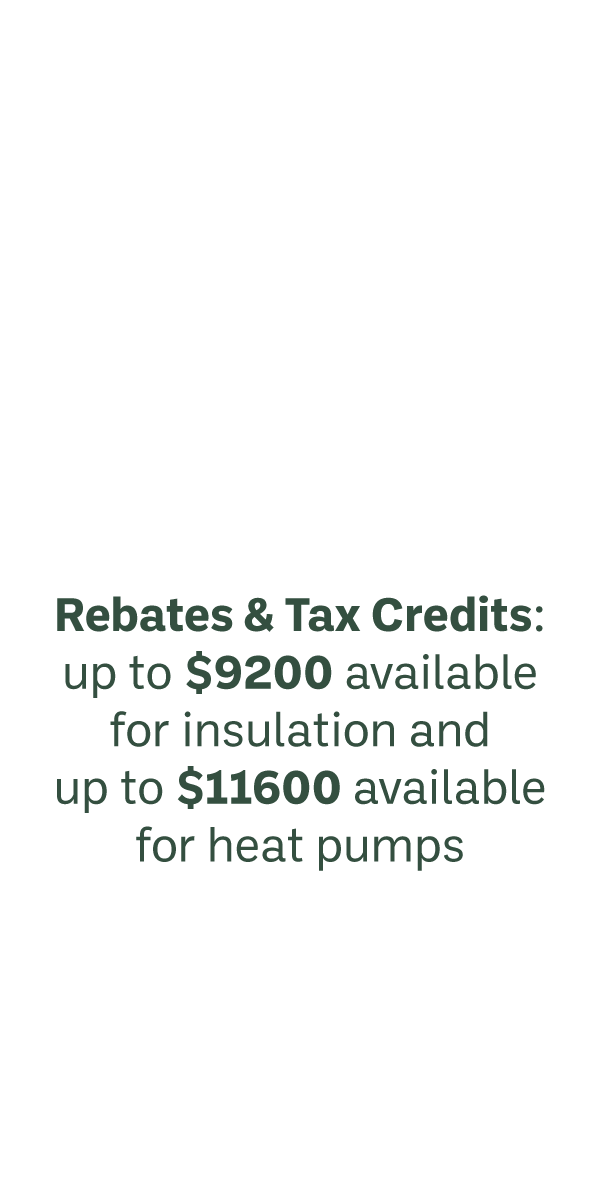 Rebates & Tax Credits:
up to $9200 available
for insulation and
up to $11600 available
for heat pumps